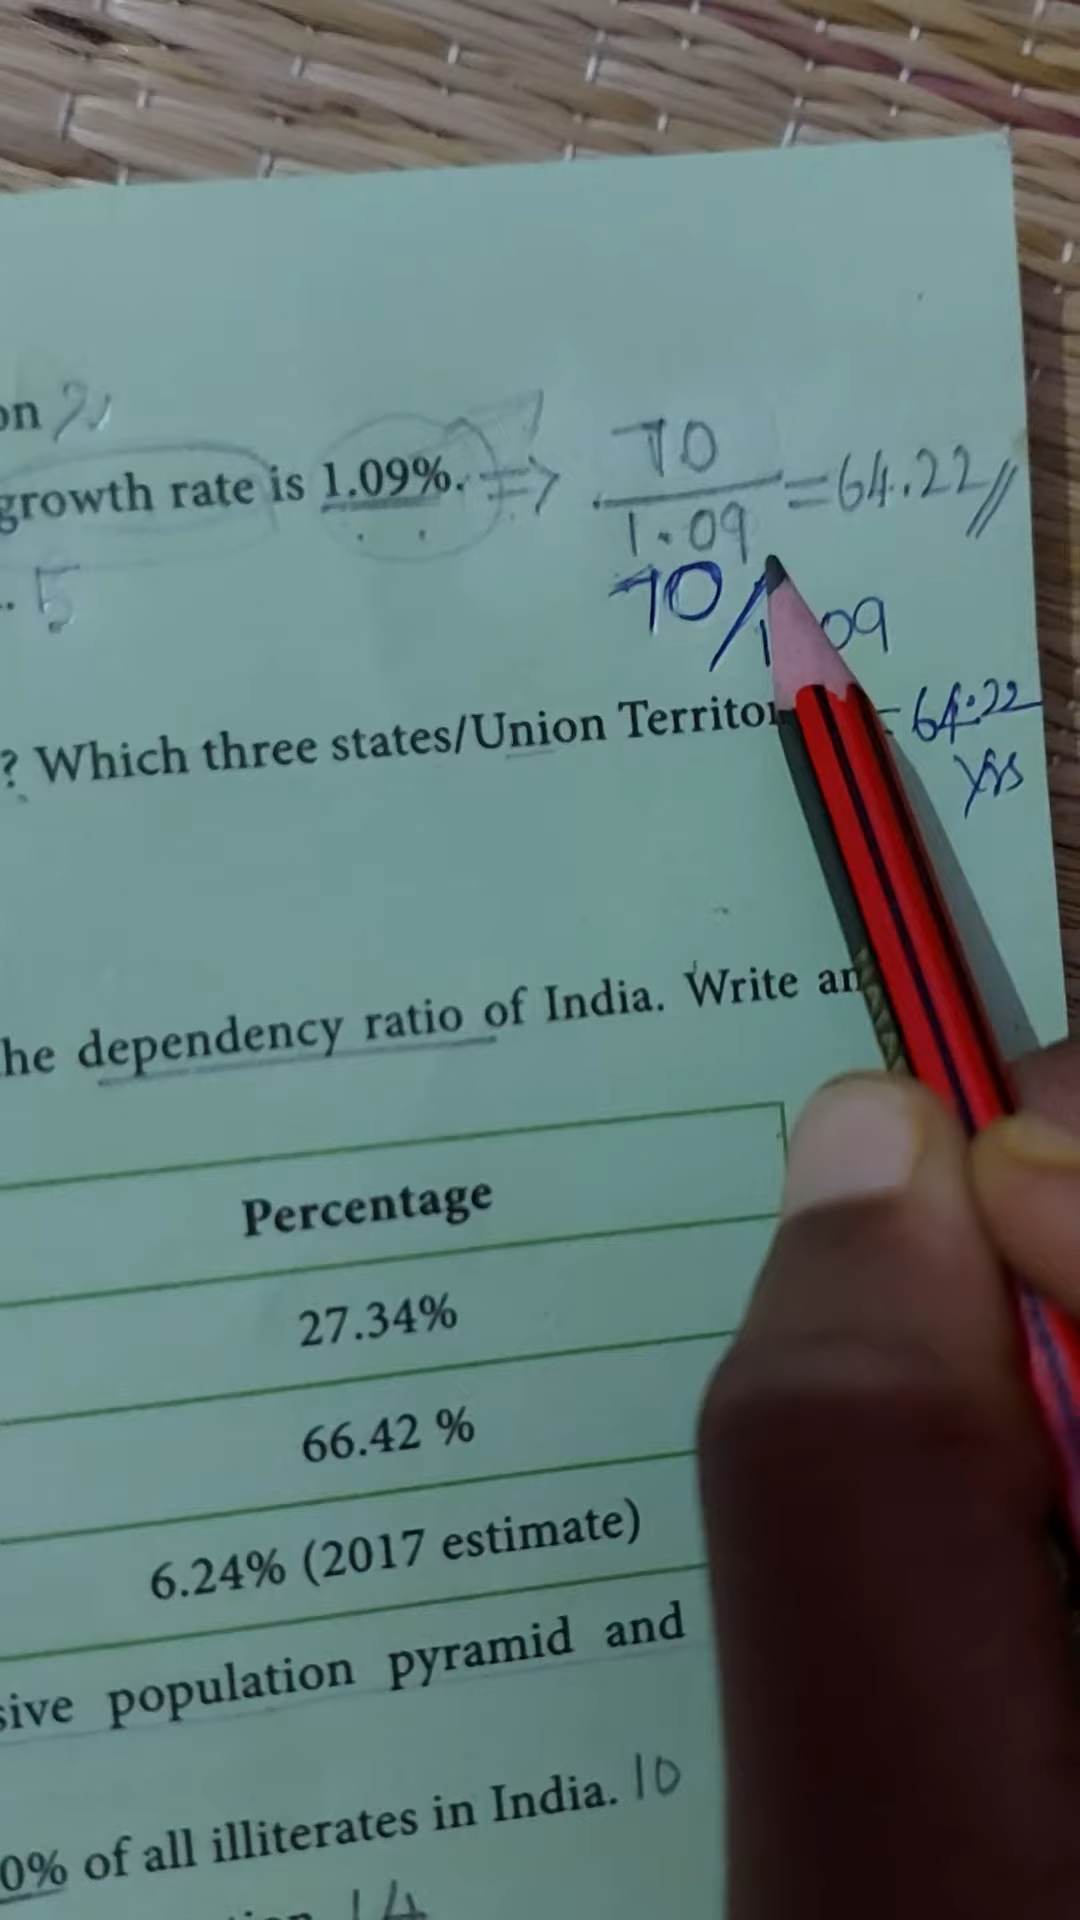 on
growth rate is 1.09%. => 70 / 1.09 = 64.22 //
.. 5
70 / 1 09
? Which three states/Union Territor = 64.22
yrs
he dependency ratio of India. Write an
Percentage
27.34%
66.42 %
6.24% (2017 estimate)
sive population pyramid and
0% of all illiterates in India. 10
14